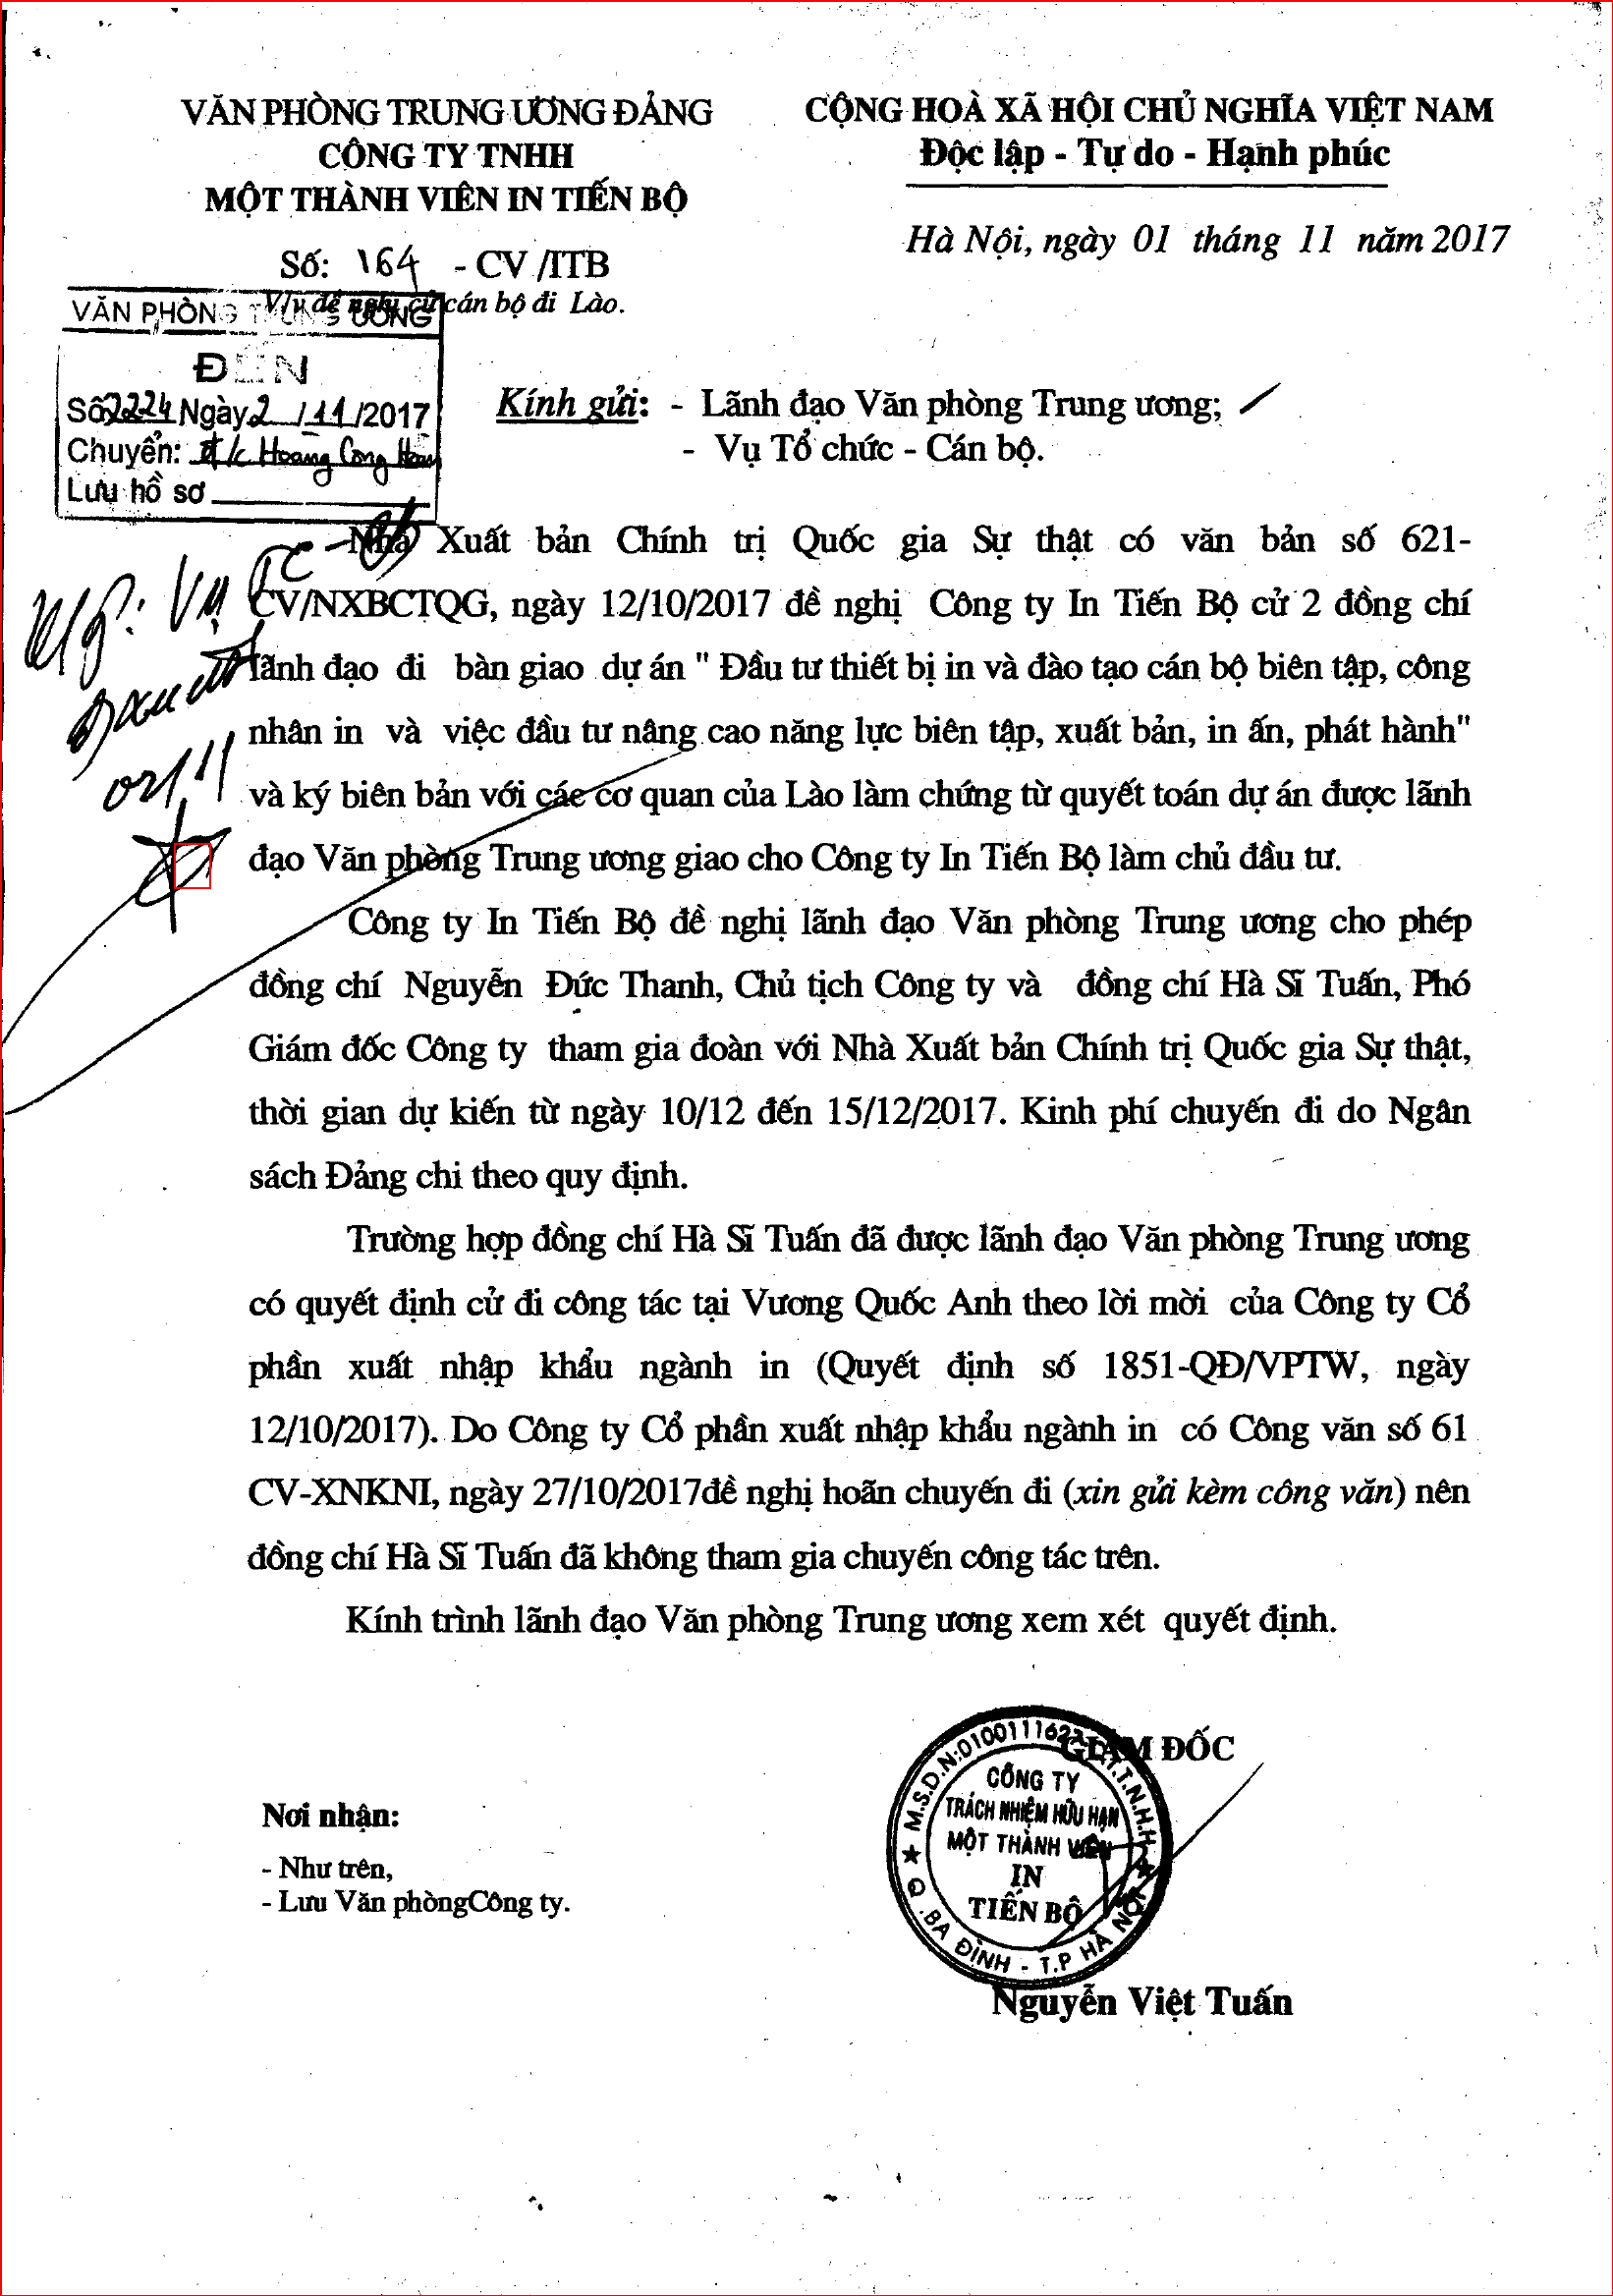 VĂN PHÒNG TRUNG ƯƠNG ĐẢNG
CÔNG TY TNHH
MỘT THÀNH VIÊN IN TIẾN BỘ
Số: 164 - CV /ITB
V/v đề nghị cử cán bộ đi Lào.
CỘNG HOÀ XÃ HỘI CHỦ NGHĨA VIỆT NAM
Độc lập - Tự do - Hạnh phúc
Hà Nội, ngày 01 tháng 11 năm 2017
VĂN PHÒNG TRUNG ƯƠNG
ĐẾN
Số 2224 Ngày 2/11/2017
Chuyển: đ/c Hoàng Công
Lưu hồ sơ
Kính gửi: - Lãnh đạo Văn phòng Trung ương;
- Vụ Tổ chức - Cán bộ.
Nhà Xuất bản Chính trị Quốc gia Sự thật có văn bản số 621-
CV/NXBCTQG, ngày 12/10/2017 đề nghị Công ty In Tiến Bộ cử 2 đồng chí
lãnh đạo đi bàn giao dự án " Đầu tư thiết bị in và đào tạo cán bộ biên tập, công
nhân in và việc đầu tư nâng cao năng lực biên tập, xuất bản, in ấn, phát hành"
và ký biên bản với các cơ quan của Lào làm chứng từ quyết toán dự án được lãnh
đạo Văn phòng Trung ương giao cho Công ty In Tiến Bộ làm chủ đầu tư.
Công ty In Tiến Bộ đề nghị lãnh đạo Văn phòng Trung ương cho phép
đồng chí Nguyễn Đức Thanh, Chủ tịch Công ty và đồng chí Hà Sĩ Tuấn, Phó
Giám đốc Công ty tham gia đoàn với Nhà Xuất bản Chính trị Quốc gia Sự thật,
thời gian dự kiến từ ngày 10/12 đến 15/12/2017. Kinh phí chuyến đi do Ngân
sách Đảng chi theo quy định.
Trường hợp đồng chí Hà Sĩ Tuấn đã được lãnh đạo Văn phòng Trung ương
có quyết định cử đi công tác tại Vương Quốc Anh theo lời mời của Công ty Cổ
phần xuất nhập khẩu ngành in (Quyết định số 1851-QĐ/VPTW, ngày
12/10/2017). Do Công ty Cổ phần xuất nhập khẩu ngành in có Công văn số 61
CV-XNKNI, ngày 27/10/2017đề nghị hoãn chuyến đi (xin gửi kèm công văn) nên
đồng chí Hà Sĩ Tuấn đã không tham gia chuyến công tác trên.
Kính trình lãnh đạo Văn phòng Trung ương xem xét quyết định.
Nơi nhận:
- Như trên,
- Lưu Văn phòngCông ty.
GIÁM ĐỐC
M.S.D.N:0100111627 T.N.H.H
CÔNG TY
TRÁCH NHIỆM HỮU HẠN
MỘT THÀNH VIÊN
IN
TIẾN BỘ
Q. BA ĐÌNH - T.P HÀ NỘI
Nguyễn Việt Tuấn